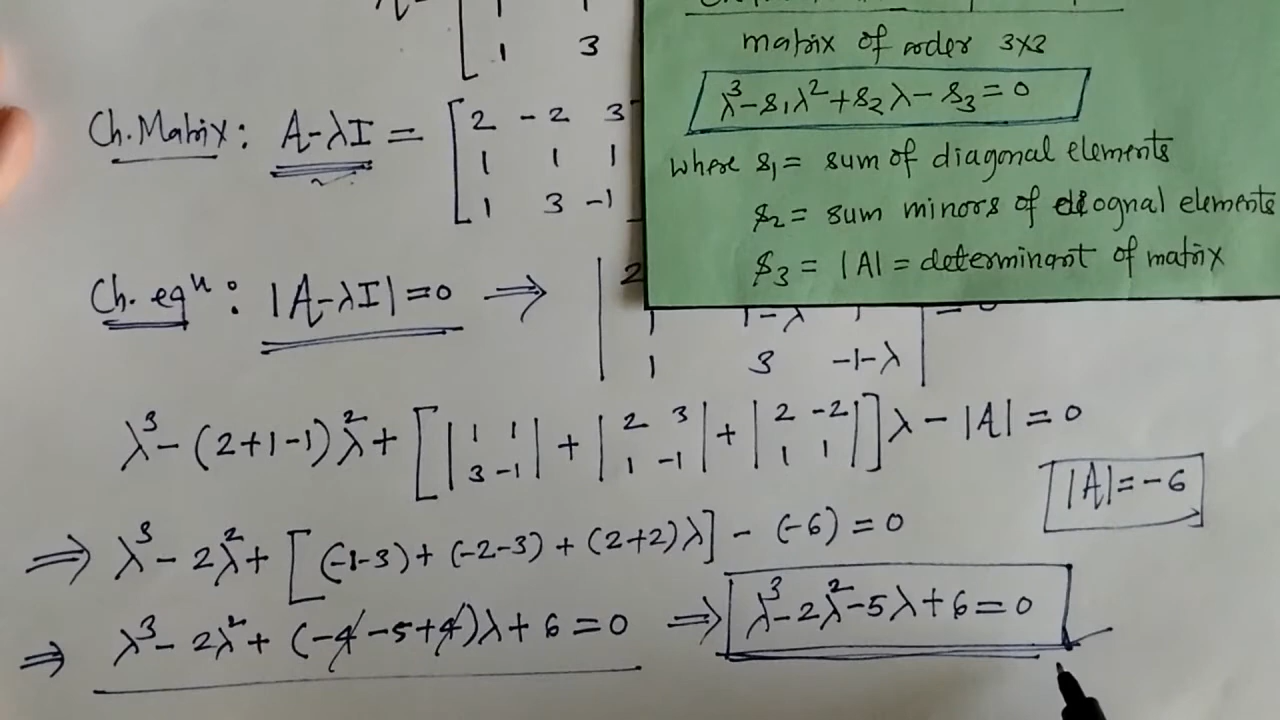 1
1 3
matrix of order 3x3
λ³-s₁λ²+s₂λ-s₃=0
where s₁= sum of diagonal elements
s₂= sum minors of diognal elements
s₃ = |A| = determinant of matrix
Ch.Matrix: A-λI = [2 -2 3
1 1 1
1 3 -1
Ch. eqⁿ: |A-λI|=0 ⇒ |2
1 1-λ 1
1 3 -1-λ|
λ³-(2+1-1)λ²+[|1 1; 3 -1| + |2 3; 1 -1| + |2 -2; 1 1|]λ-|A|=0
|A|=-6
⇒ λ³-2λ²+[(-1-3)+(-2-3)+(2+2)λ]-(-6)=0
⇒ λ³-2λ²+(-4-5+4)λ+6=0 ⇒ λ³-2λ²-5λ+6=0